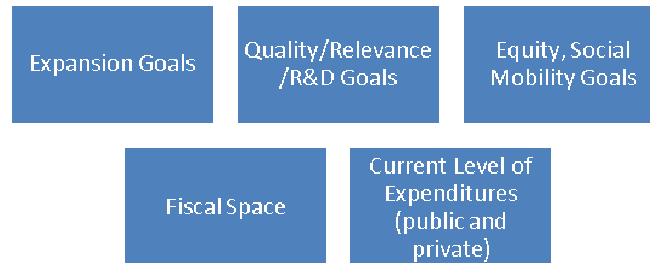 Expansion Goals
Quality/Relevance
/R&D Goals
Equity, Social
Mobility Goals
Fiscal Space
Current Level of
Expenditures
(public and
private)